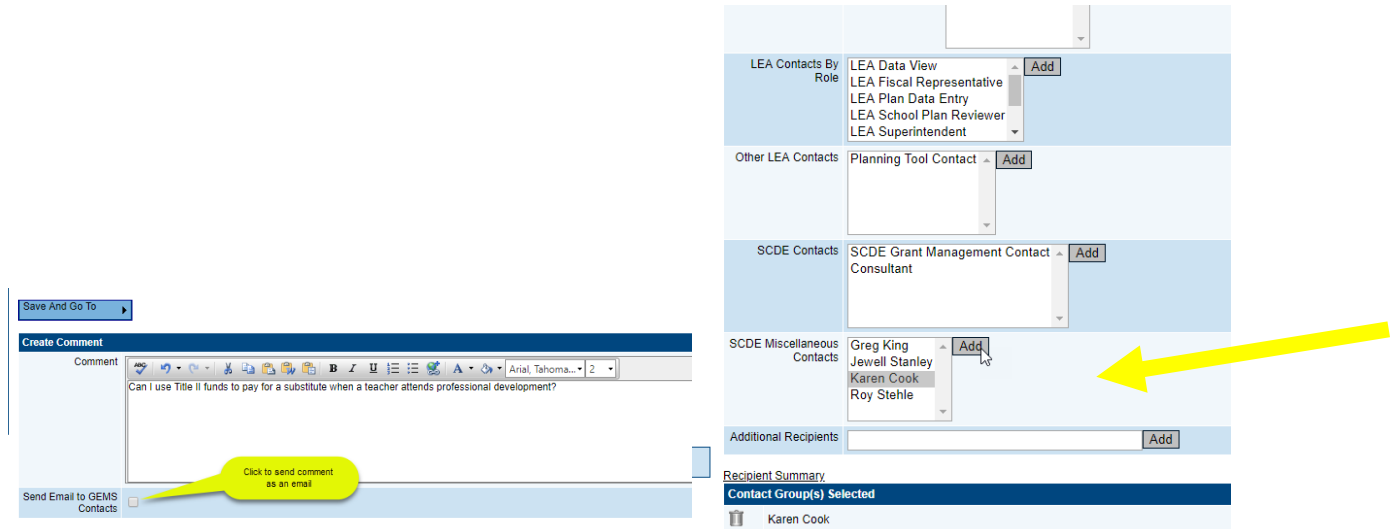 Save And Go To
Create Comment
Comment
ABC
B I U
A
Arial, Tahoma...
2
Can I use Title II funds to pay for a substitute when a teacher attends professional development?
Click to send comment
as an email
Send Email to GEMS
Contacts
LEA Contacts By
Role
LEA Data View
LEA Fiscal Representative
LEA Plan Data Entry
LEA School Plan Reviewer
LEA Superintendent
Add
Other LEA Contacts
Planning Tool Contact
Add
SCDE Contacts
SCDE Grant Management Contact
Consultant
Add
SCDE Miscellaneous
Contacts
Greg King
Jewell Stanley
Karen Cook
Roy Stehle
Add
Additional Recipients
Add
Recipient Summary
Contact Group(s) Selected
Karen Cook